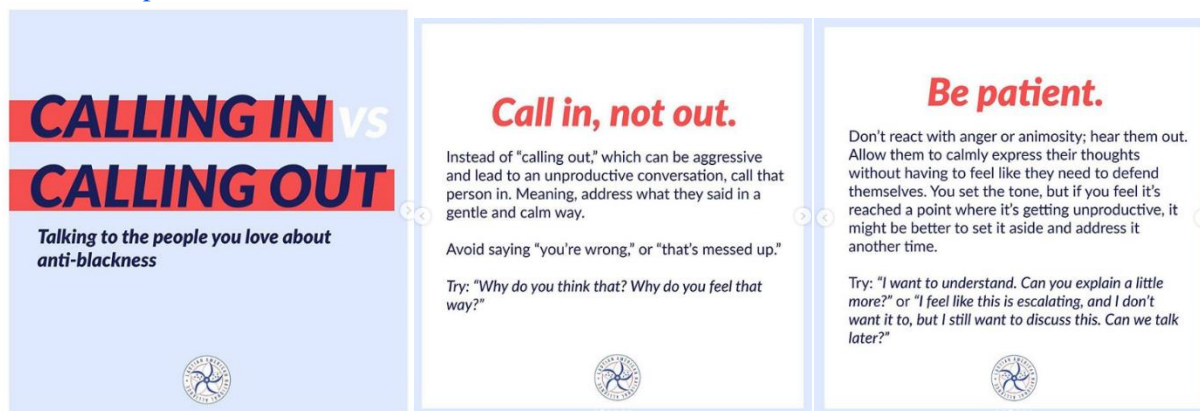 CALLING IN VS
CALLING OUT
Talking to the people you love about
anti-blackness
Call in, not out.
Instead of “calling out,” which can be aggressive
and lead to an unproductive conversation, call that
person in. Meaning, address what they said in a
gentle and calm way.
Avoid saying “you’re wrong,” or “that’s messed up.”
Try: “Why do you think that? Why do you feel that
way?”
Be patient.
Don’t react with anger or animosity; hear them out.
Allow them to calmly express their thoughts
without having to feel like they need to defend
themselves. You set the tone, but if you feel it’s
reached a point where it’s getting unproductive, it
might be better to set it aside and address it
another time.
Try: “I want to understand. Can you explain a little
more?” or “I feel like this is escalating, and I don’t
want it to, but I still want to discuss this. Can we talk
later?”